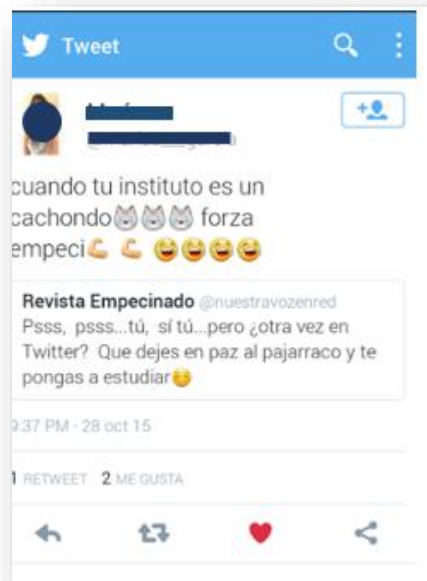 Tweet
cuando tu instituto es un
cachondo🐺🐺🐺 forza
empeci💪 💪 😂😂😂😂
Revista Empecinado @nuestravozenred
Psss, psss...tú, sí tú...pero ¿otra vez en
Twitter? Que dejes en paz al pajarraco y te
pongas a estudiar😊
9:37 PM · 28 oct 15
1 RETWEET 2 ME GUSTA